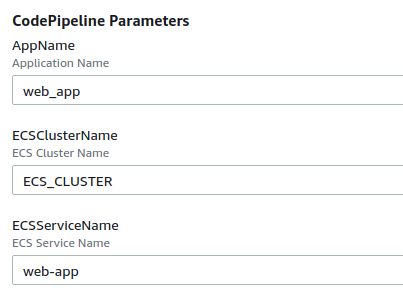 CodePipeline Parameters
AppName
Application Name
web_app
ECSClusterName
ECS Cluster Name
ECS_CLUSTER
ECSServiceName
ECS Service Name
web-app